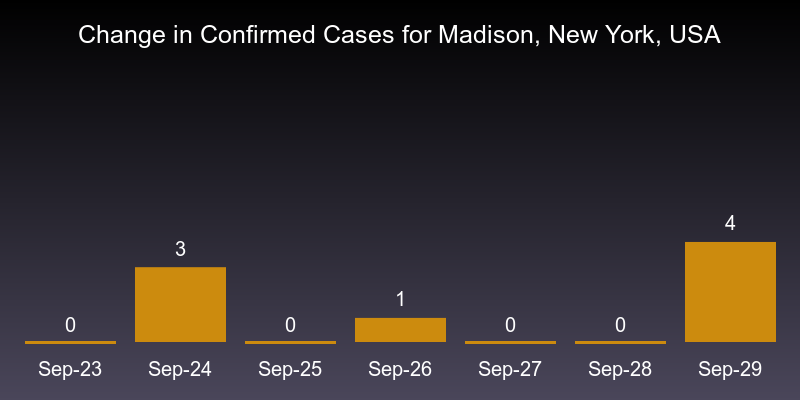 Change in Confirmed Cases for Madison, New York, USA
0 3 0 1 0 0 4
Sep-23 Sep-24 Sep-25 Sep-26 Sep-27 Sep-28 Sep-29